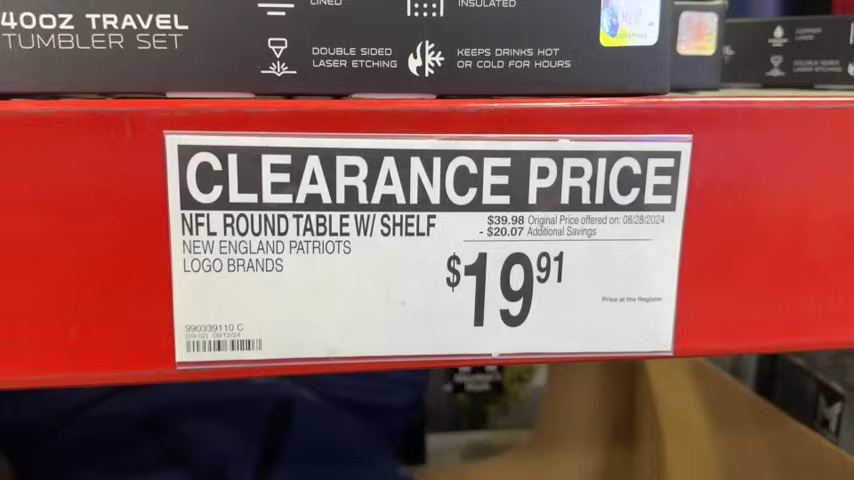 40OZ TRAVEL
TUMBLER SET
LINED
INSULATED
DOUBLE SIDED
LASER ETCHING
KEEPS DRINKS HOT
OR COLD FOR HOURS
CLEARANCE PRICE
NFL ROUND TABLE W/ SHELF
NEW ENGLAND PATRIOTS
LOGO BRANDS
$39.98 Original Price offered on: 08/28/2024
- $20.07 Additional Savings
$19 91
Price at the Register
990339110 C